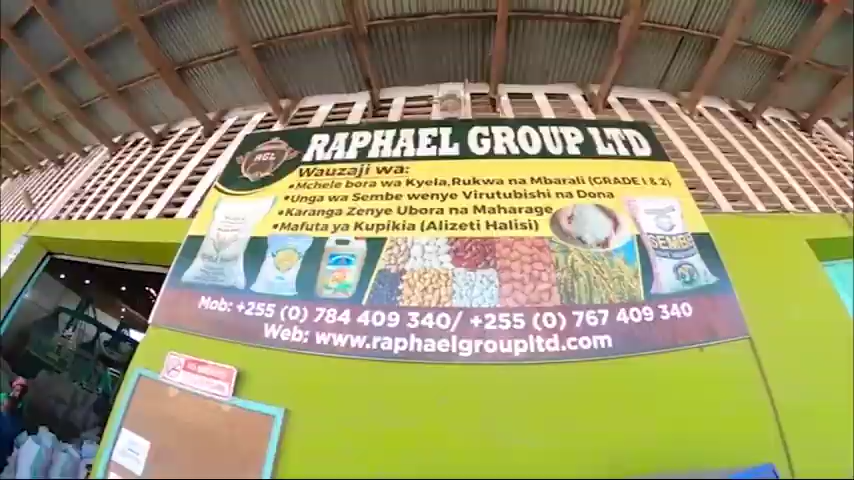 RAPHAEL GROUP LTD
RGL
Wauzaji wa:
• Mchele bora wa Kyela, Rukwa na Mbarali (GRADE 1 & 2)
• Unga wa Sembe wenye Virutubishi na Dona
• Karanga Zenye Ubora na Maharage
• Mafuta ya Kupikia (Alizeti Halisi)
SEMBE
Mob: +255 (0) 784 409 340/ +255 (0) 767 409 340
Web: www.raphaelgroupltd.com